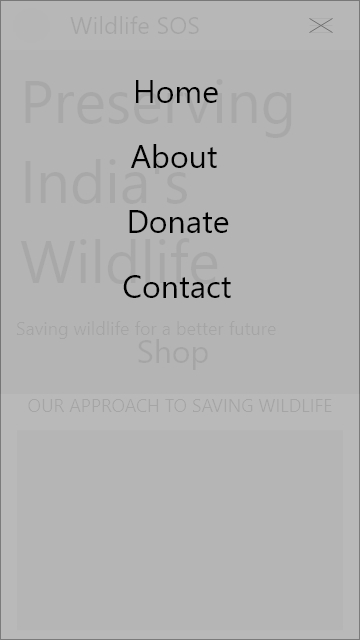 Wildlife SOS
Home
Preserving
About
India's
Donate
Wildlife
Contact
Saving wildlife for a better future
Shop
OUR APPROACH TO SAVING WILDLIFE